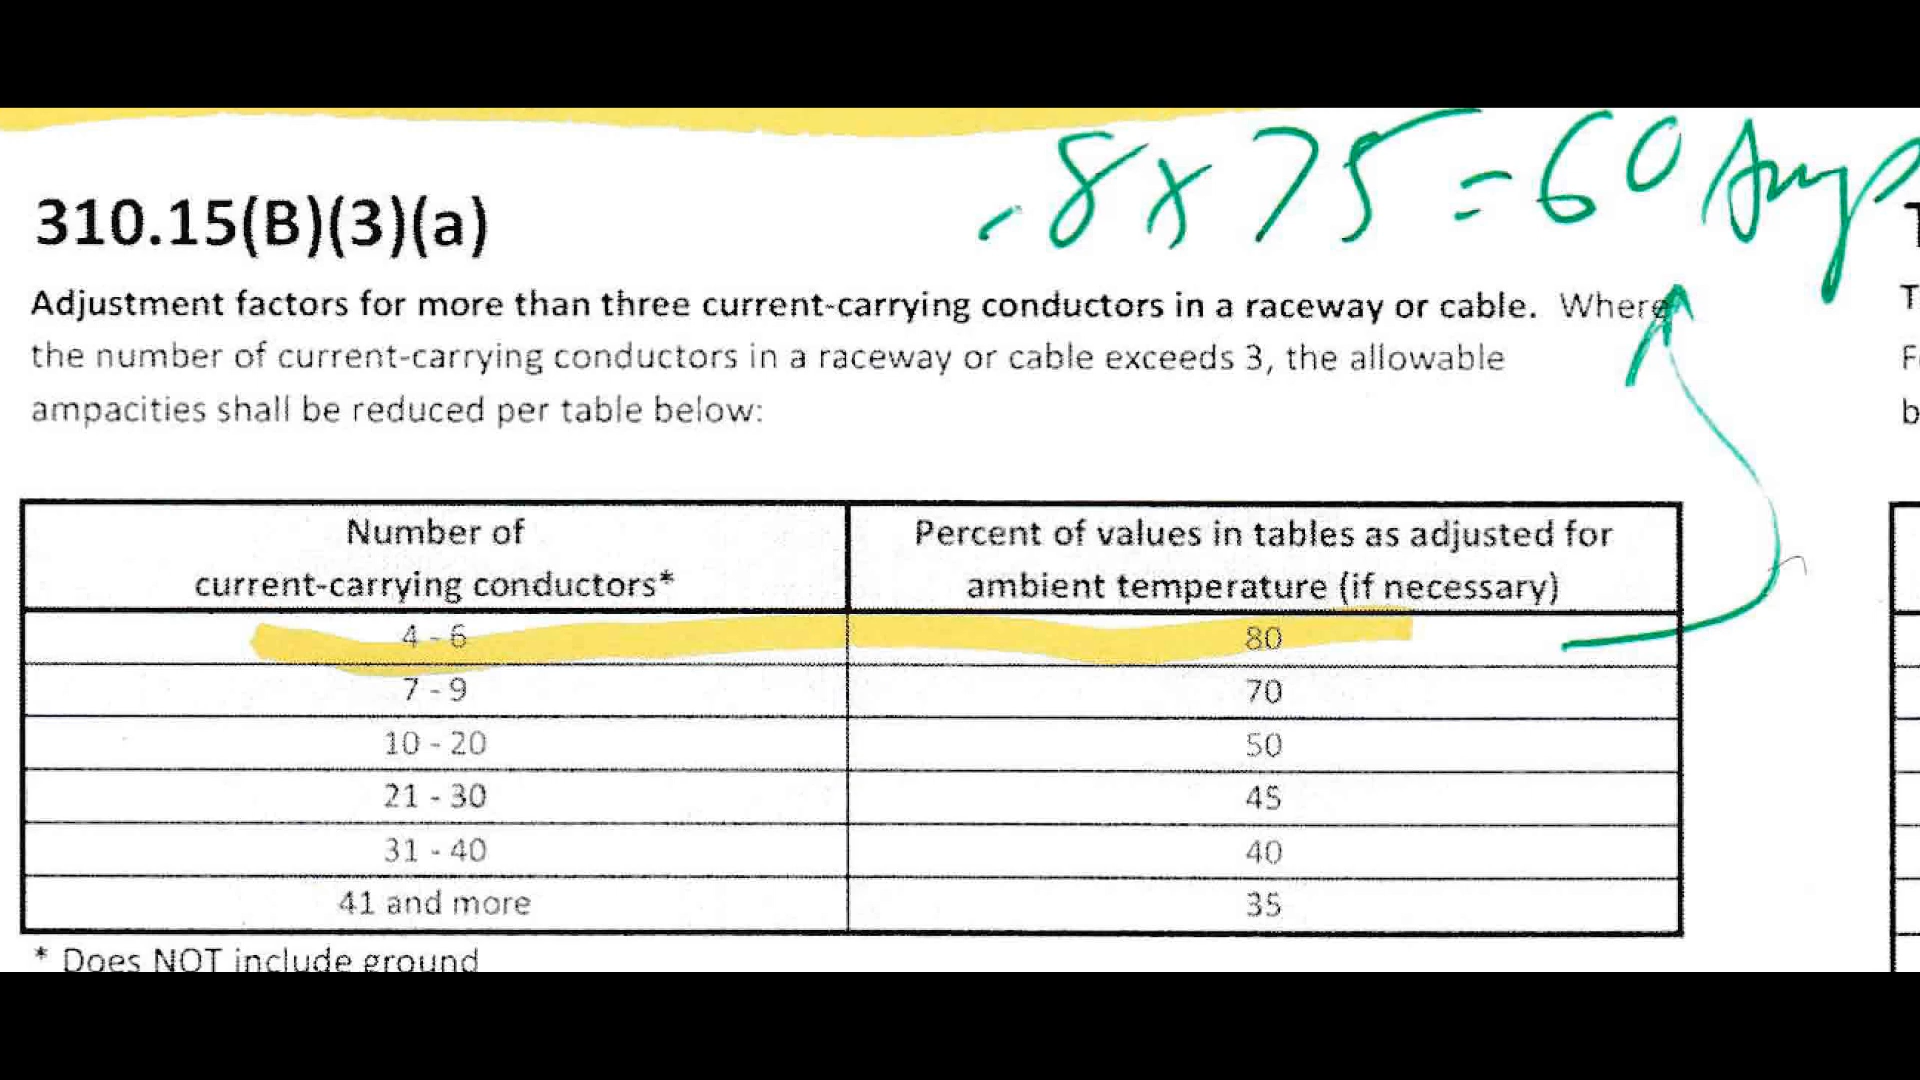 .8 x 75 = 60 Amp
310.15(B)(3)(a)
Adjustment factors for more than three current-carrying conductors in a raceway or cable. Where
the number of current-carrying conductors in a raceway or cable exceeds 3, the allowable
ampacities shall be reduced per table below:
Number of
current-carrying conductors*
Percent of values in tables as adjusted for
ambient temperature (if necessary)
4 - 6 80
7 - 9 70
10 - 20 50
21 - 30 45
31 - 40 40
41 and more 35
* Does NOT include ground